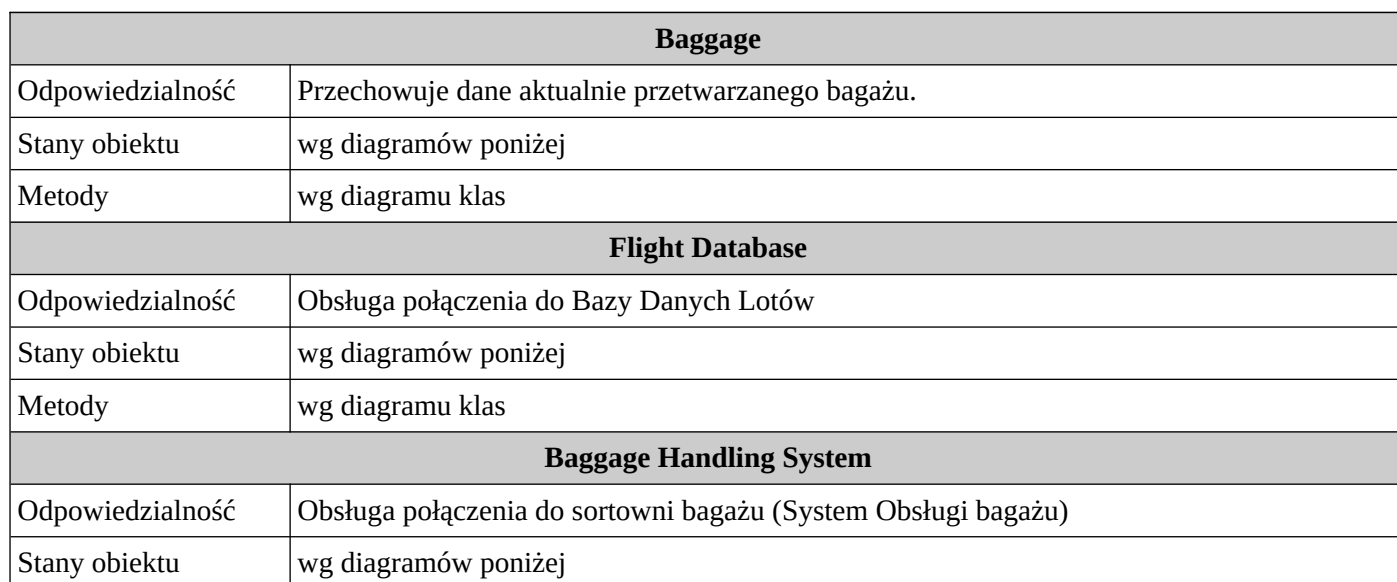 Baggage
Odpowiedzialność Przechowuje dane aktualnie przetwarzanego bagażu.
Stany obiektu wg diagramów poniżej
Metody wg diagramu klas
Flight Database
Odpowiedzialność Obsługa połączenia do Bazy Danych Lotów
Stany obiektu wg diagramów poniżej
Metody wg diagramu klas
Baggage Handling System
Odpowiedzialność Obsługa połączenia do sortowni bagażu (System Obsługi bagażu)
Stany obiektu wg diagramów poniżej